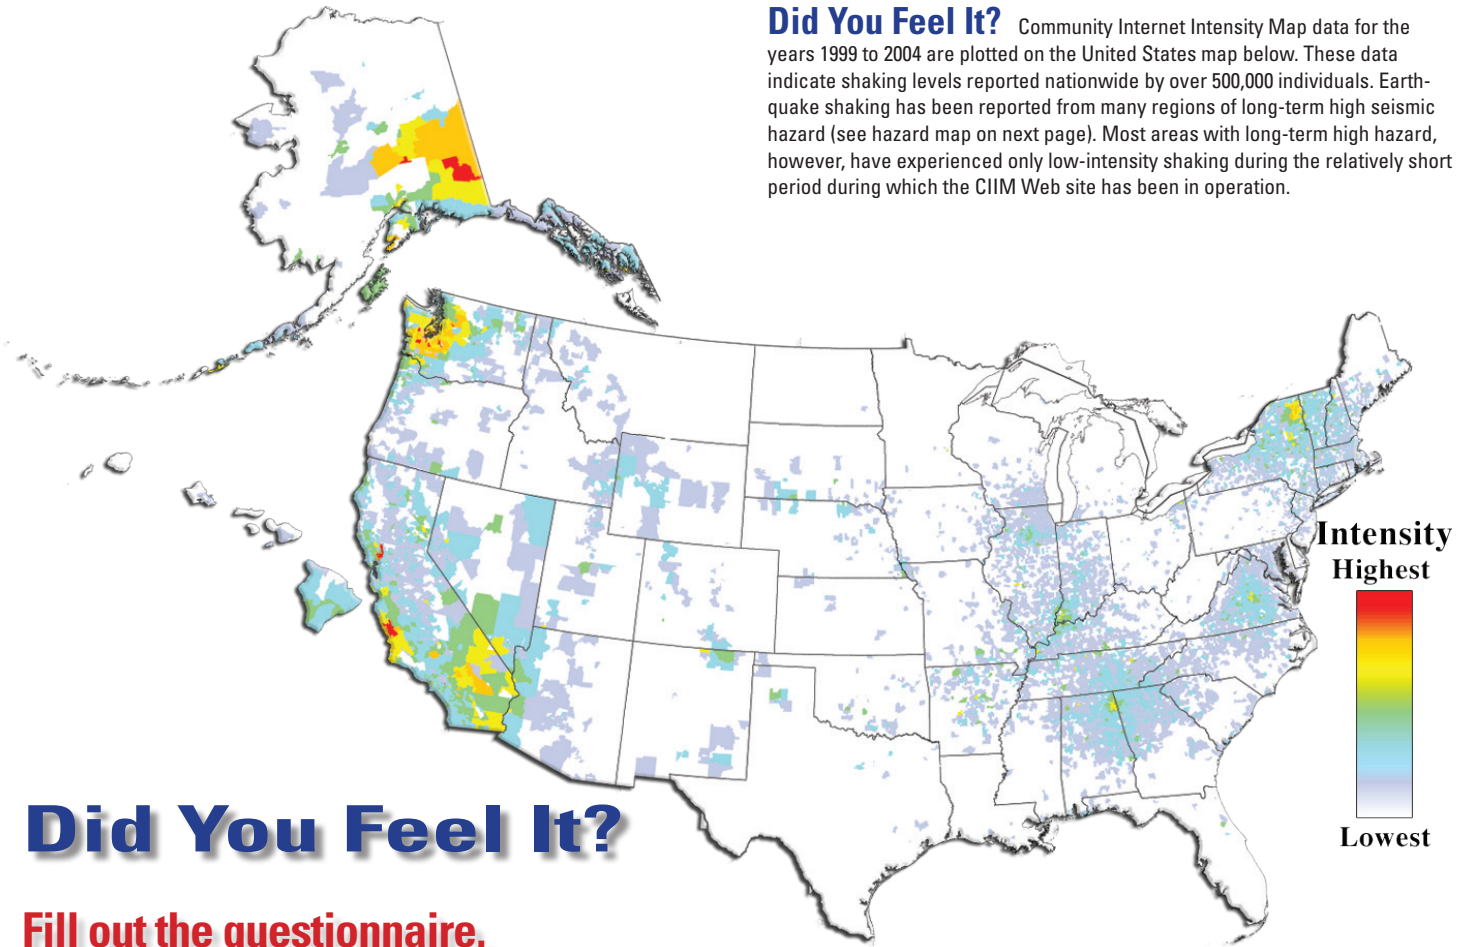 Did You Feel It? Community Internet Intensity Map data for the
years 1999 to 2004 are plotted on the United States map below. These data
indicate shaking levels reported nationwide by over 500,000 individuals. Earth-
quake shaking has been reported from many regions of long-term high seismic
hazard (see hazard map on next page). Most areas with long-term high hazard,
however, have experienced only low-intensity shaking during the relatively short
period during which the CIIM Web site has been in operation.
Intensity
Highest
Lowest
Did You Feel It?
Fill out the questionnaire.